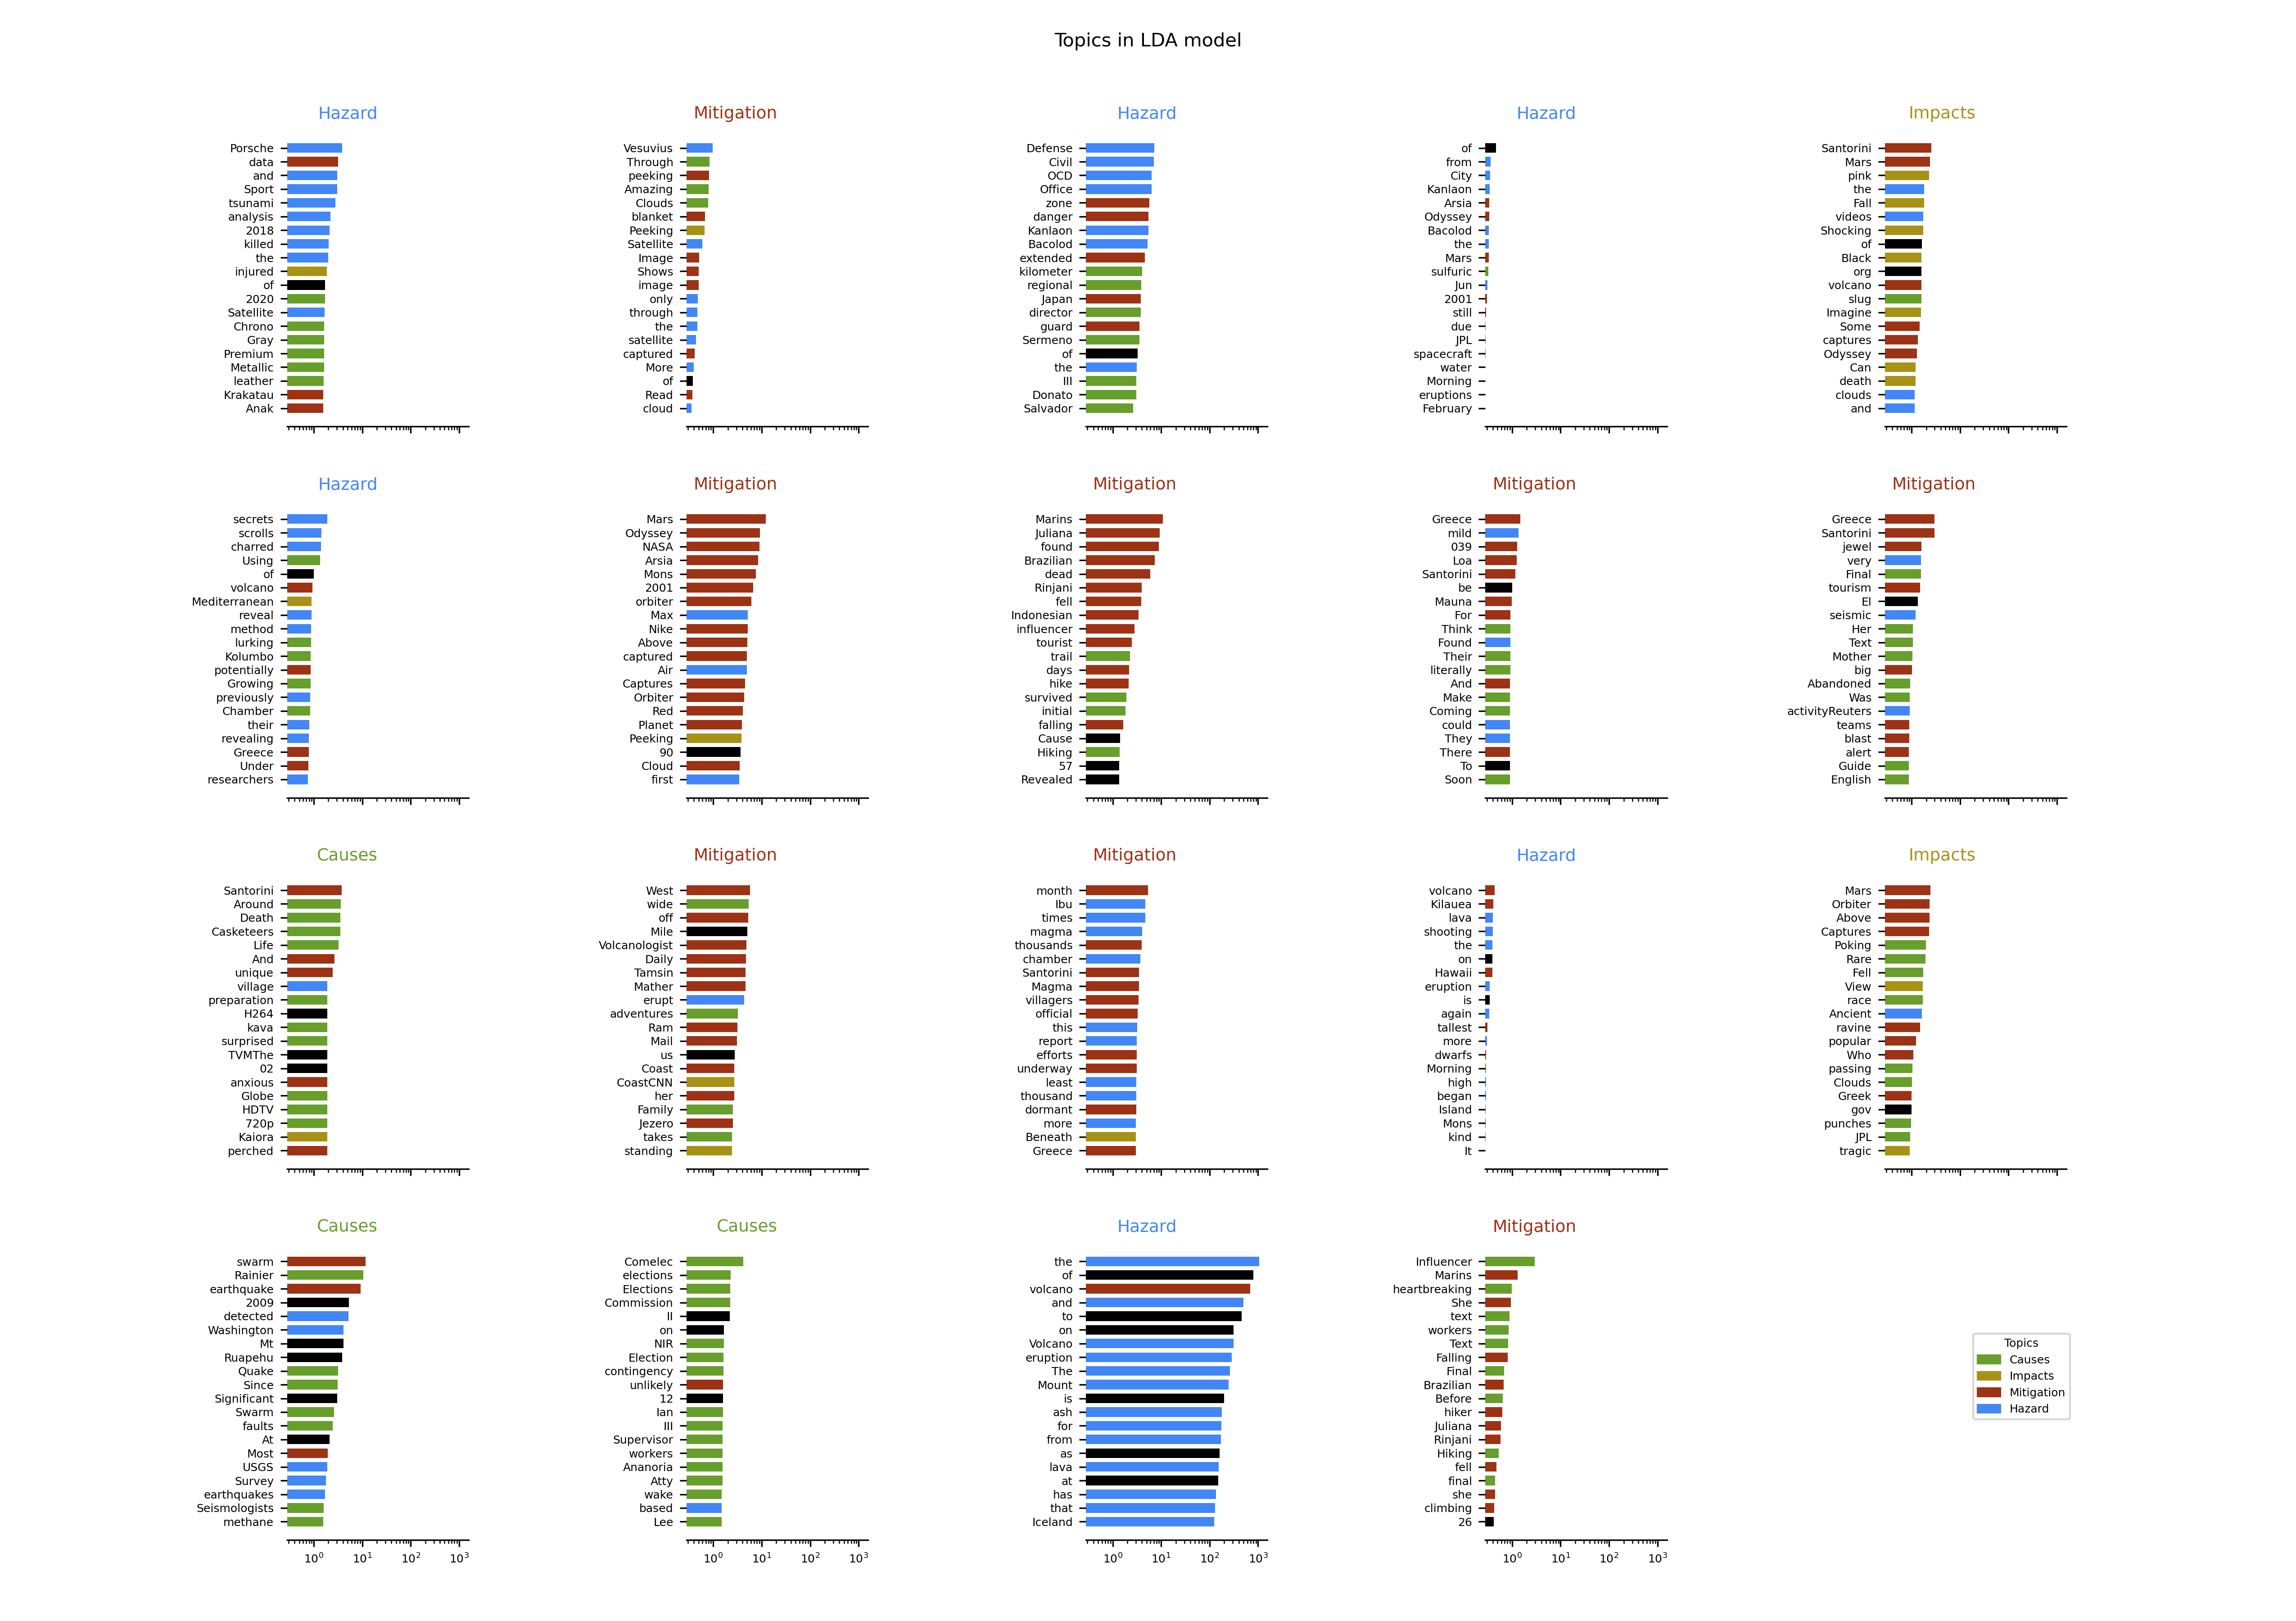 Topics in LDA model
Hazard
Porsche
data
and
Sport
tsunami
analysis
2018
killed
the
injured
of
2020
Satellite
Chrono
Gray
Premium
Metallic
leather
Krakatau
Anak
Mitigation
Vesuvius
Through
peeking
Amazing
Clouds
blanket
Peeking
Satellite
Image
Shows
image
only
through
the
satellite
captured
More
of
Read
cloud
Hazard
Defense
Civil
OCD
Office
zone
danger
Kanlaon
Bacolod
extended
kilometer
regional
Japan
director
guard
Sermeno
of
the
III
Donato
Salvador
Hazard
of
from
City
Kanlaon
Arsia
Odyssey
Bacolod
the
Mars
sulfuric
Jun
2001
still
due
JPL
spacecraft
water
Morning
eruptions
February
Impacts
Santorini
Mars
pink
the
Fall
videos
Shocking
of
Black
org
volcano
slug
Imagine
Some
captures
Odyssey
Can
death
clouds
and
Hazard
secrets
scrolls
charred
Using
of
volcano
Mediterranean
reveal
method
lurking
Kolumbo
potentially
Growing
previously
Chamber
their
revealing
Greece
Under
researchers
Mitigation
Mars
Odyssey
NASA
Arsia
Mons
2001
orbiter
Max
Nike
Above
captured
Air
Captures
Orbiter
Red
Planet
Peeking
90
Cloud
first
Mitigation
Marins
Juliana
found
Brazilian
dead
Rinjani
fell
Indonesian
influencer
tourist
trail
days
hike
survived
initial
falling
Cause
Hiking
57
Revealed
Mitigation
Greece
mild
039
Loa
Santorini
be
Mauna
For
Think
Found
Their
literally
And
Make
Coming
could
They
There
To
Soon
Mitigation
Greece
Santorini
jewel
very
Final
tourism
El
seismic
Her
Text
Mother
big
Abandoned
Was
activityReuters
teams
blast
alert
Guide
English
Causes
Santorini
Around
Death
Casketeers
Life
And
unique
village
preparation
H264
kava
surprised
TVMThe
02
anxious
Globe
HDTV
720p
Kaiora
perched
Mitigation
West
wide
off
Mile
Volcanologist
Daily
Tamsin
Mather
erupt
adventures
Ram
Mail
us
Coast
CoastCNN
her
Family
Jezero
takes
standing
Mitigation
month
Ibu
times
magma
thousands
chamber
Santorini
Magma
villagers
official
this
report
efforts
underway
least
thousand
dormant
more
Beneath
Greece
Hazard
volcano
Kilauea
lava
shooting
the
on
Hawaii
eruption
is
again
tallest
more
dwarfs
Morning
high
began
Island
Mons
kind
It
Impacts
Mars
Orbiter
Above
Captures
Poking
Rare
Fell
View
race
Ancient
ravine
popular
Who
passing
Clouds
Greek
gov
punches
JPL
tragic
Causes
swarm
Rainier
earthquake
2009
detected
Washington
Mt
Ruapehu
Quake
Since
Significant
Swarm
faults
At
Most
USGS
Survey
earthquakes
Seismologists
methane
10⁰ 10¹ 10² 10³
Causes
Comelec
elections
Elections
Commission
II
on
NIR
Election
contingency
unlikely
12
Ian
III
Supervisor
workers
Ananoria
Atty
wake
based
Lee
10⁰ 10¹ 10² 10³
Hazard
the
of
volcano
and
to
on
Volcano
eruption
The
Mount
is
ash
for
from
as
lava
at
has
that
Iceland
10⁰ 10¹ 10² 10³
Mitigation
Influencer
Marins
heartbreaking
She
text
workers
Text
Falling
Final
Brazilian
Before
hiker
Juliana
Rinjani
Hiking
fell
final
she
climbing
26
10⁰ 10¹ 10² 10³
Topics
Causes
Impacts
Mitigation
Hazard